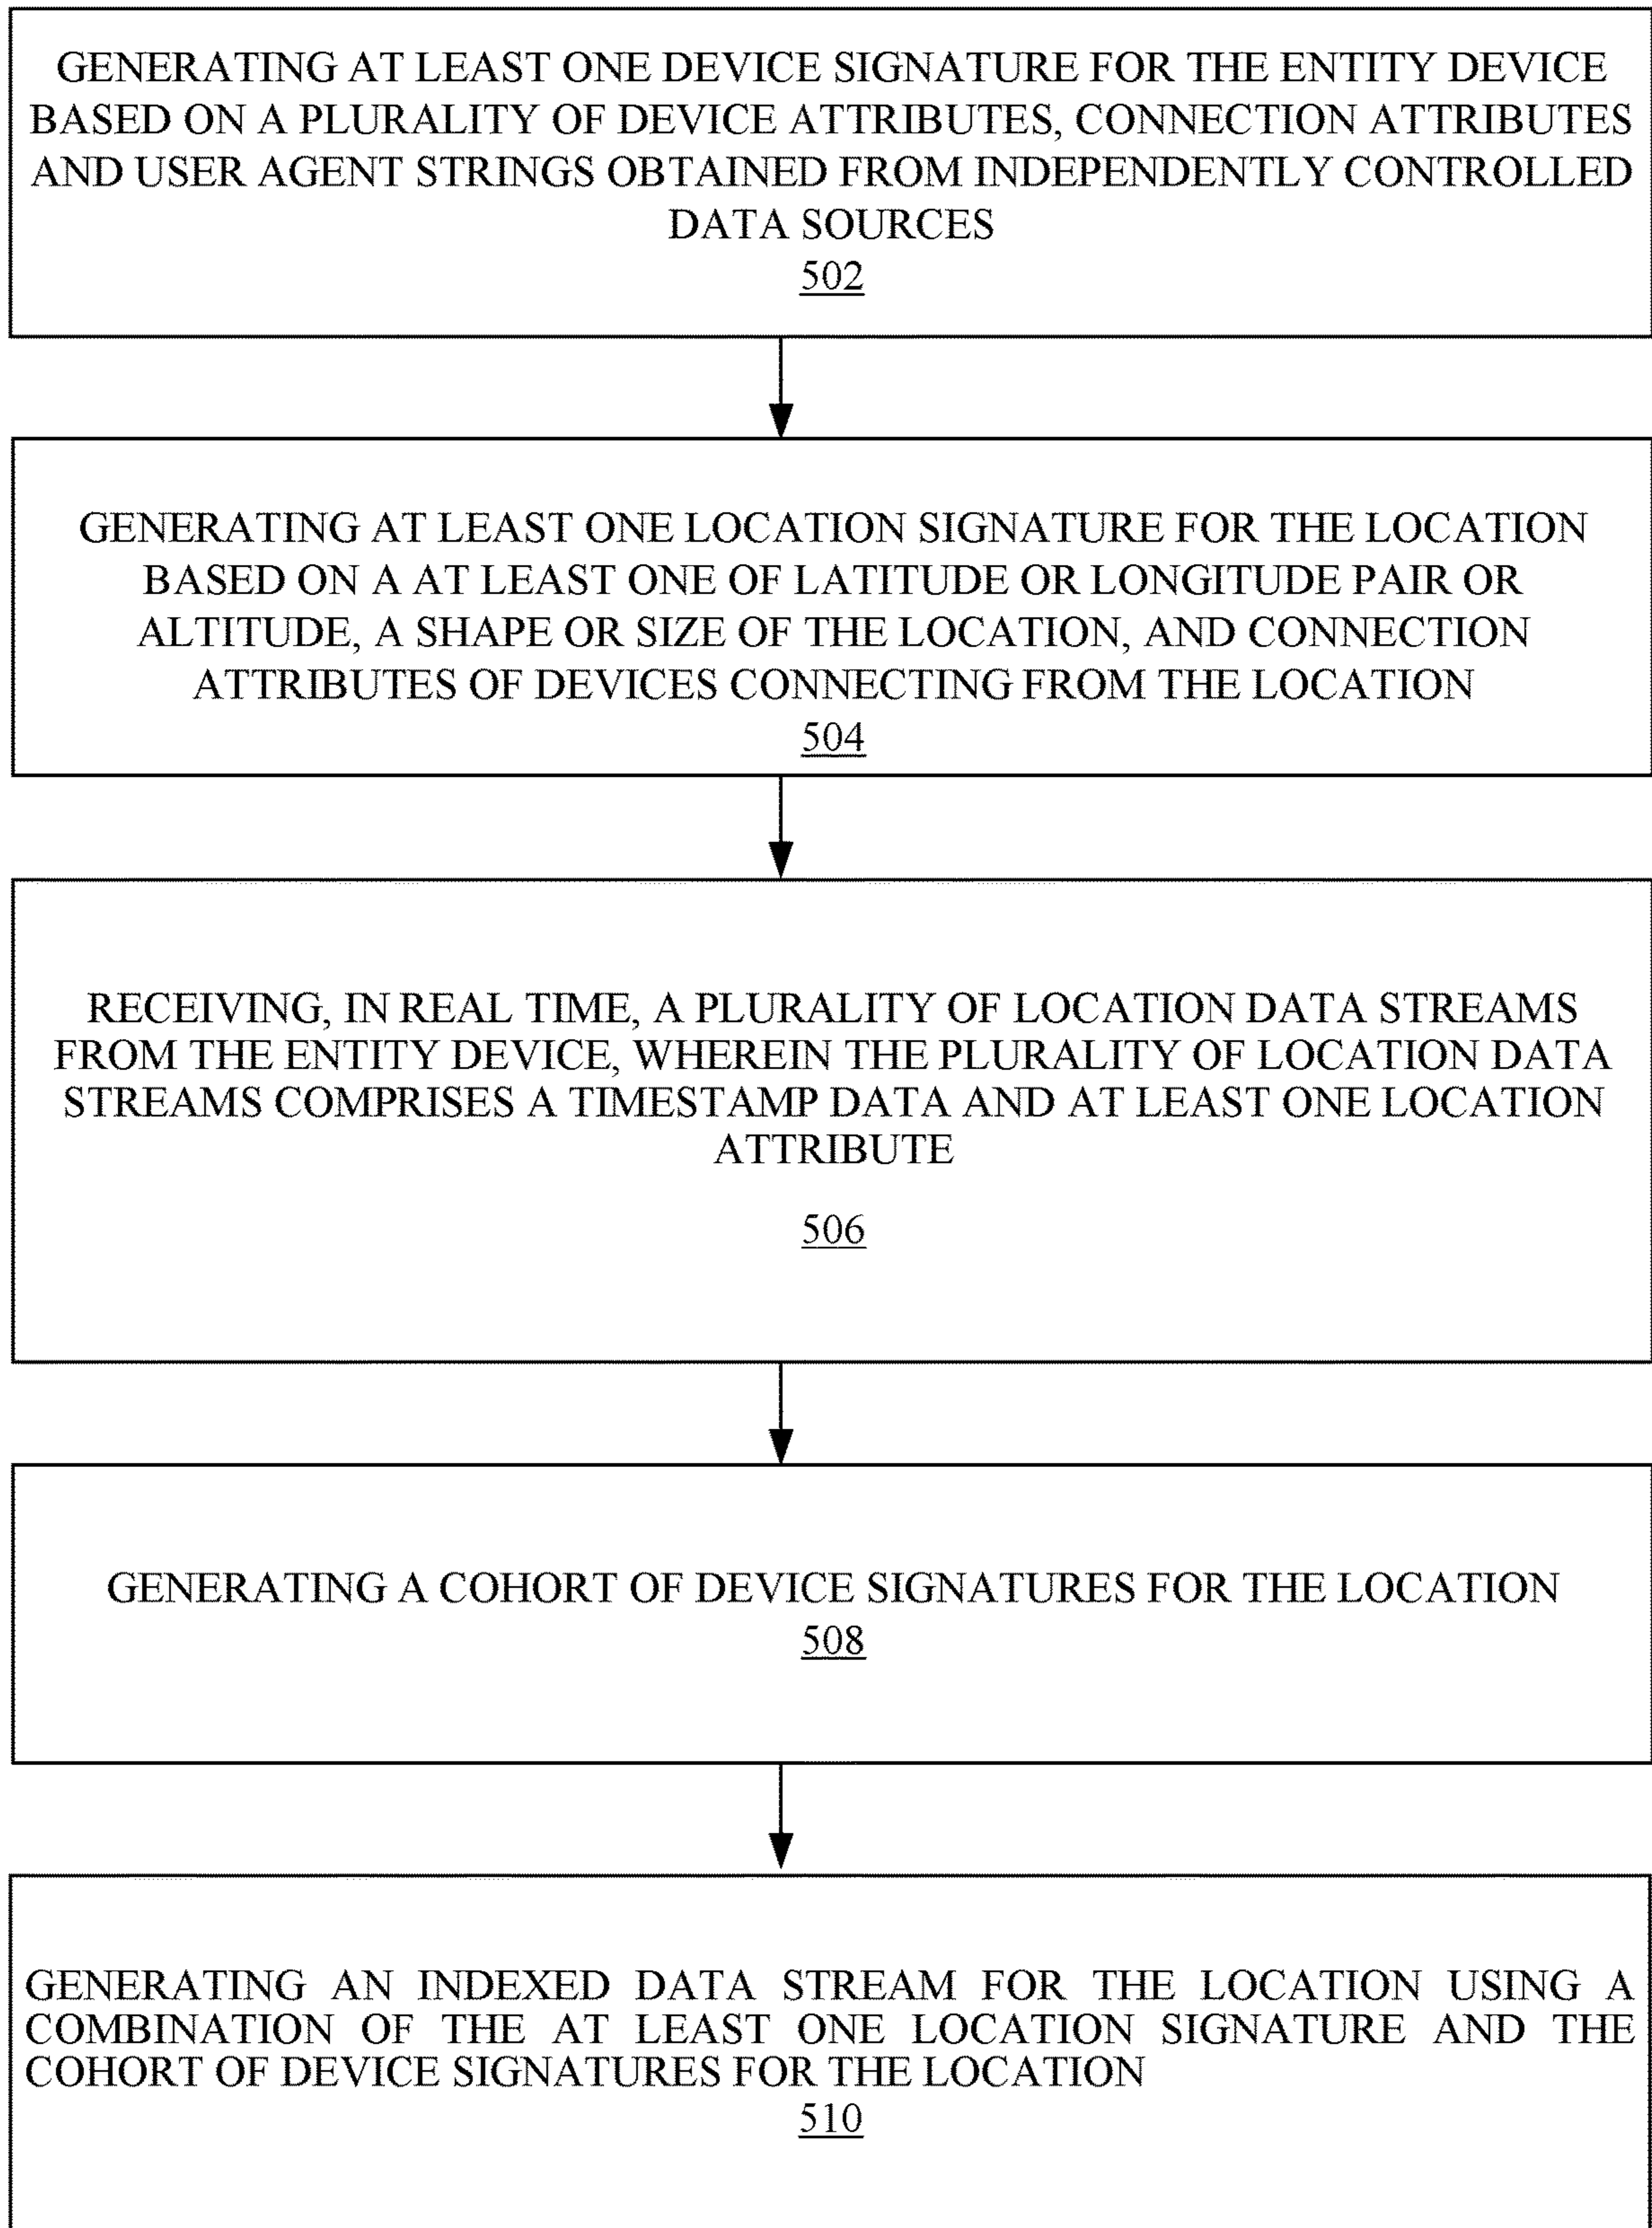 GENERATING AT LEAST ONE DEVICE SIGNATURE FOR THE ENTITY DEVICE
BASED ON A PLURALITY OF DEVICE ATTRIBUTES, CONNECTION ATTRIBUTES
AND USER AGENT STRINGS OBTAINED FROM INDEPENDENTLY CONTROLLED
DATA SOURCES
502
GENERATING AT LEAST ONE LOCATION SIGNATURE FOR THE LOCATION
BASED ON A AT LEAST ONE OF LATITUDE OR LONGITUDE PAIR OR
ALTITUDE, A SHAPE OR SIZE OF THE LOCATION, AND CONNECTION
ATTRIBUTES OF DEVICES CONNECTING FROM THE LOCATION
504
RECEIVING, IN REAL TIME, A PLURALITY OF LOCATION DATA STREAMS
FROM THE ENTITY DEVICE, WHEREIN THE PLURALITY OF LOCATION DATA
STREAMS COMPRISES A TIMESTAMP DATA AND AT LEAST ONE LOCATION
ATTRIBUTE
506
GENERATING A COHORT OF DEVICE SIGNATURES FOR THE LOCATION
508
GENERATING AN INDEXED DATA STREAM FOR THE LOCATION USING A
COMBINATION OF THE AT LEAST ONE LOCATION SIGNATURE AND THE
COHORT OF DEVICE SIGNATURES FOR THE LOCATION
510